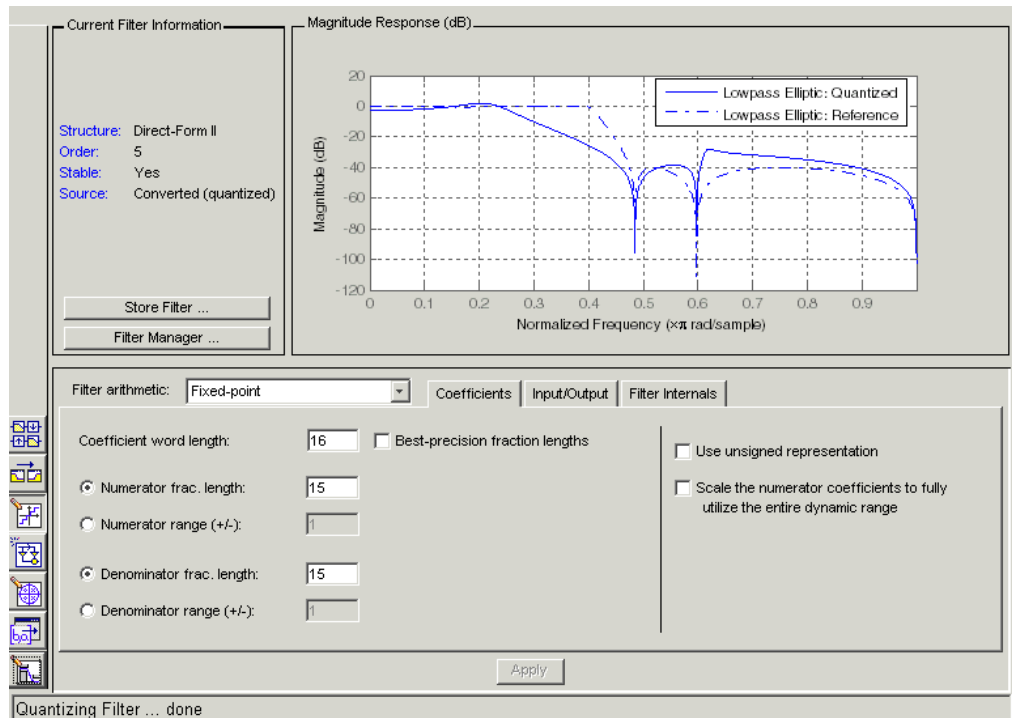 Current Filter Information
Structure: Direct-Form II
Order: 5
Stable: Yes
Source: Converted (quantized)
Store Filter ...
Filter Manager ...
Magnitude Response (dB)
20
0
-20
-40
-60
-80
-100
-120
Magnitude (dB)
0 0.1 0.2 0.3 0.4 0.5 0.6 0.7 0.8 0.9
Normalized Frequency (×π rad/sample)
Lowpass Elliptic: Quantized
Lowpass Elliptic: Reference
Filter arithmetic: Fixed-point
Coefficients Input/Output Filter Internals
Coefficient word length: 16 Best-precision fraction lengths
Numerator frac. length: 15
Numerator range (+/-): 1
Denominator frac. length: 15
Denominator range (+/-): 1
Use unsigned representation
Scale the numerator coefficients to fully
utilize the entire dynamic range
Apply
[b,a]
Quantizing Filter ... done